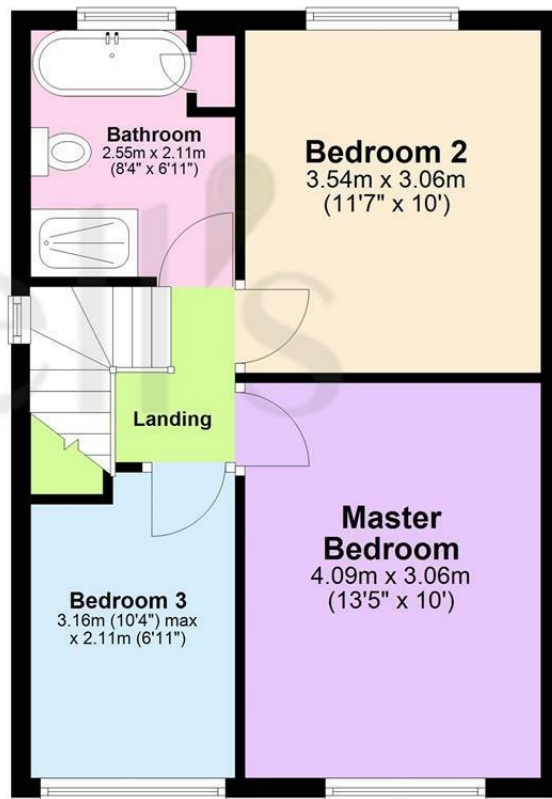 Bathroom
2.55m x 2.11m
(8'4" x 6'11")
Bedroom 2
3.54m x 3.06m
(11'7" x 10')
Landing
Master
Bedroom
4.09m x 3.06m
(13'5" x 10')
Bedroom 3
3.16m (10'4") max
x 2.11m (6'11")